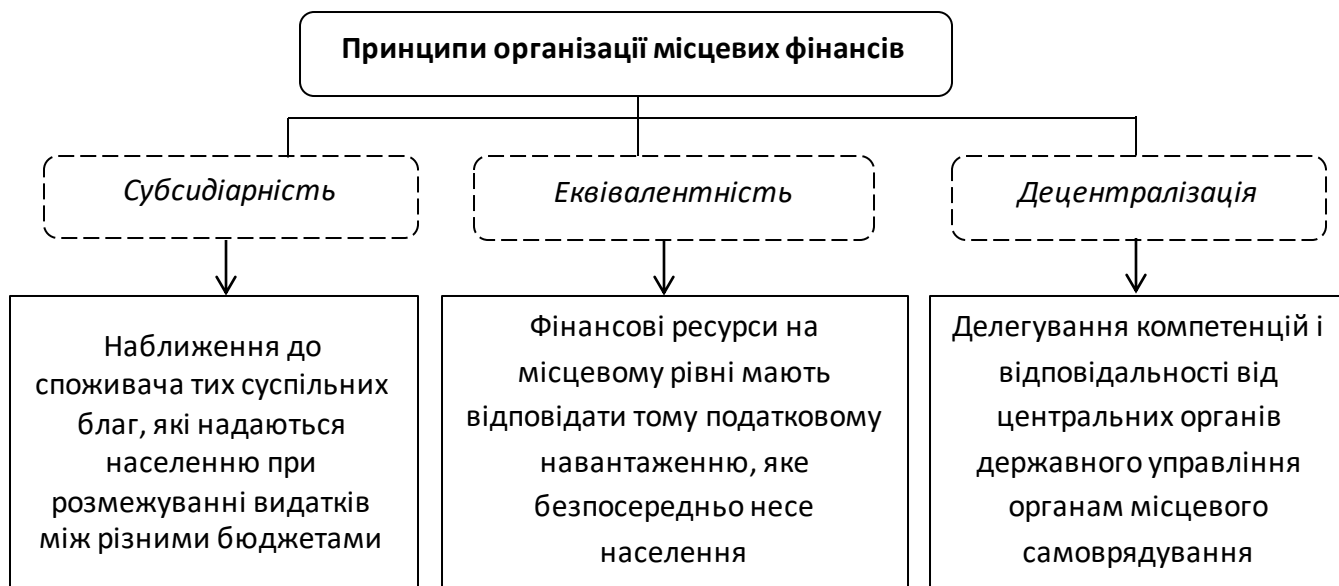 Принципи організації місцевих фінансів
Субсидіарність
Еквівалентність
Децентралізація
Наближення до
споживача тих суспільних
благ, які надаються
населенню при
розмежуванні видатків
між різними бюджетами
Фінансові ресурси на
місцевому рівні мають
відповідати тому податковому
навантаженню, яке
безпосередньо несе
населення
Делегування компетенцій і
відповідальності від
центральних органів
державного управління
органам місцевого
самоврядування